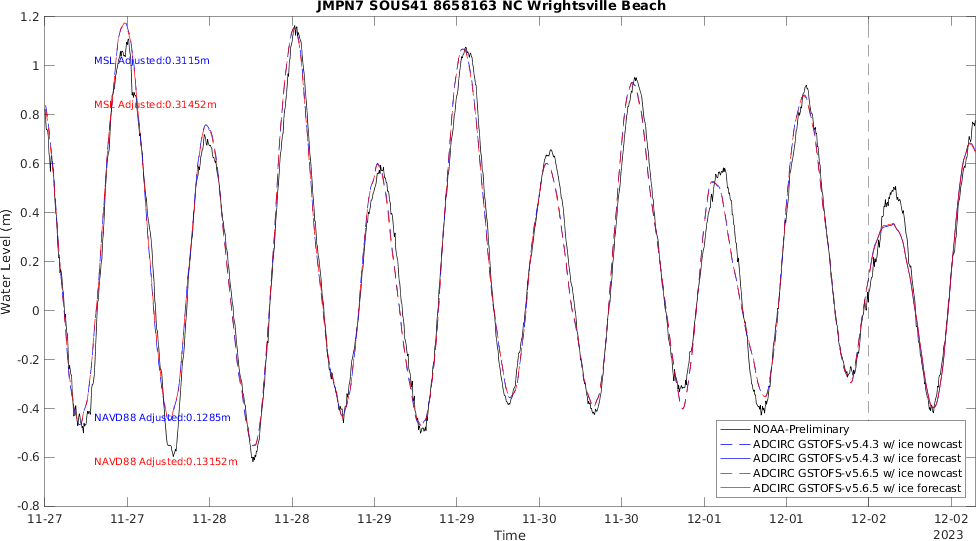 JMPN7 SOUS41 8658163 NC Wrightsville Beach
1.2
1
0.8
0.6
0.4
0.2
0
-0.2
-0.4
-0.6
-0.8
Water Level (m)
MSL Adjusted:0.3115m
MSL Adjusted:0.31452m
NAVD88 Adjusted:0.1285m
NAVD88 Adjusted:0.13152m
NOAA-Preliminary
ADCIRC GSTOFS-v5.4.3 w/ ice nowcast
ADCIRC GSTOFS-v5.4.3 w/ ice forecast
ADCIRC GSTOFS-v5.6.5 w/ ice nowcast
ADCIRC GSTOFS-v5.6.5 w/ ice forecast
11-27 11-27 11-28 11-28 11-29 11-29 11-30 11-30 12-01 12-01 12-02 12-02
2023
Time